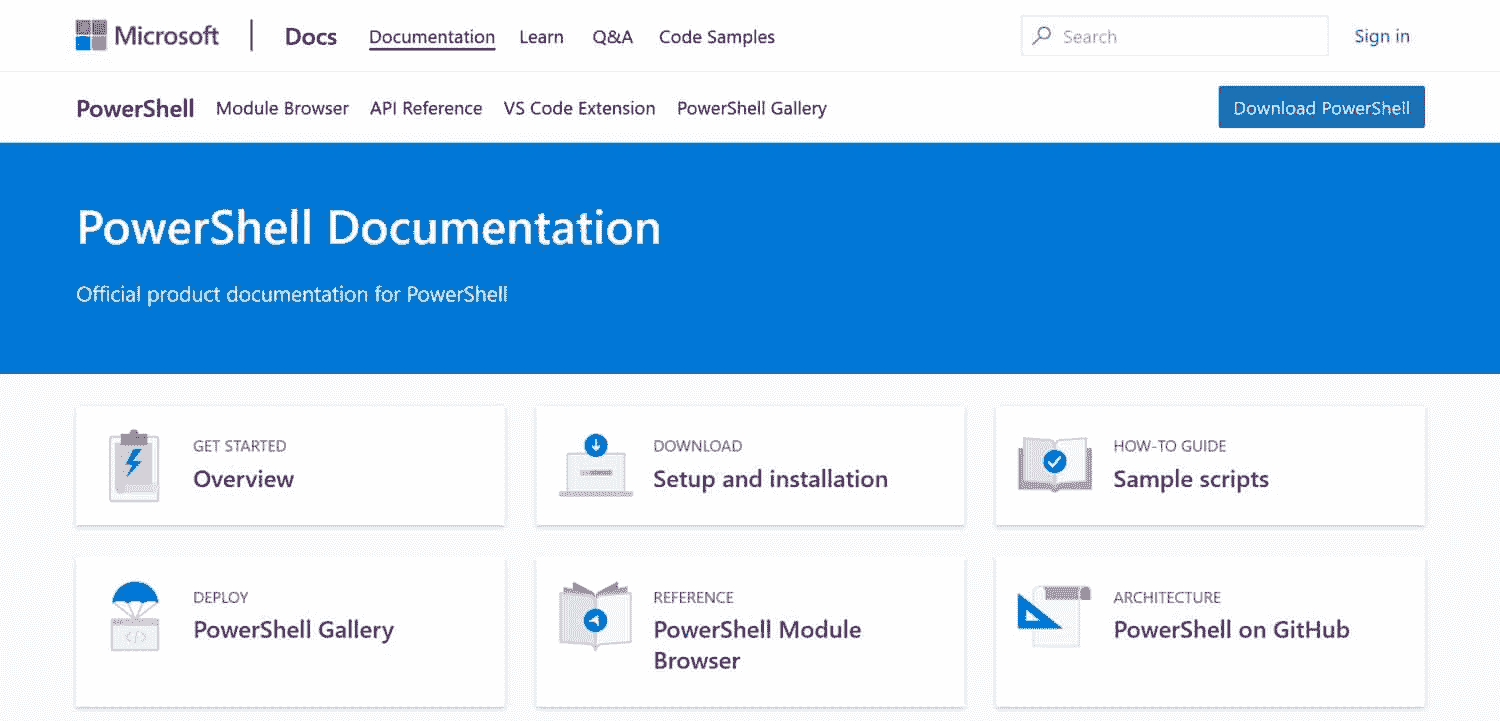 Microsoft Docs Documentation Learn Q&A Code Samples Search Sign in
PowerShell Module Browser API Reference VS Code Extension PowerShell Gallery Download PowerShell
PowerShell Documentation
Official product documentation for PowerShell
GET STARTED
Overview
DOWNLOAD
Setup and installation
HOW-TO GUIDE
Sample scripts
DEPLOY
PowerShell Gallery
REFERENCE
PowerShell Module
Browser
ARCHITECTURE
PowerShell on GitHub